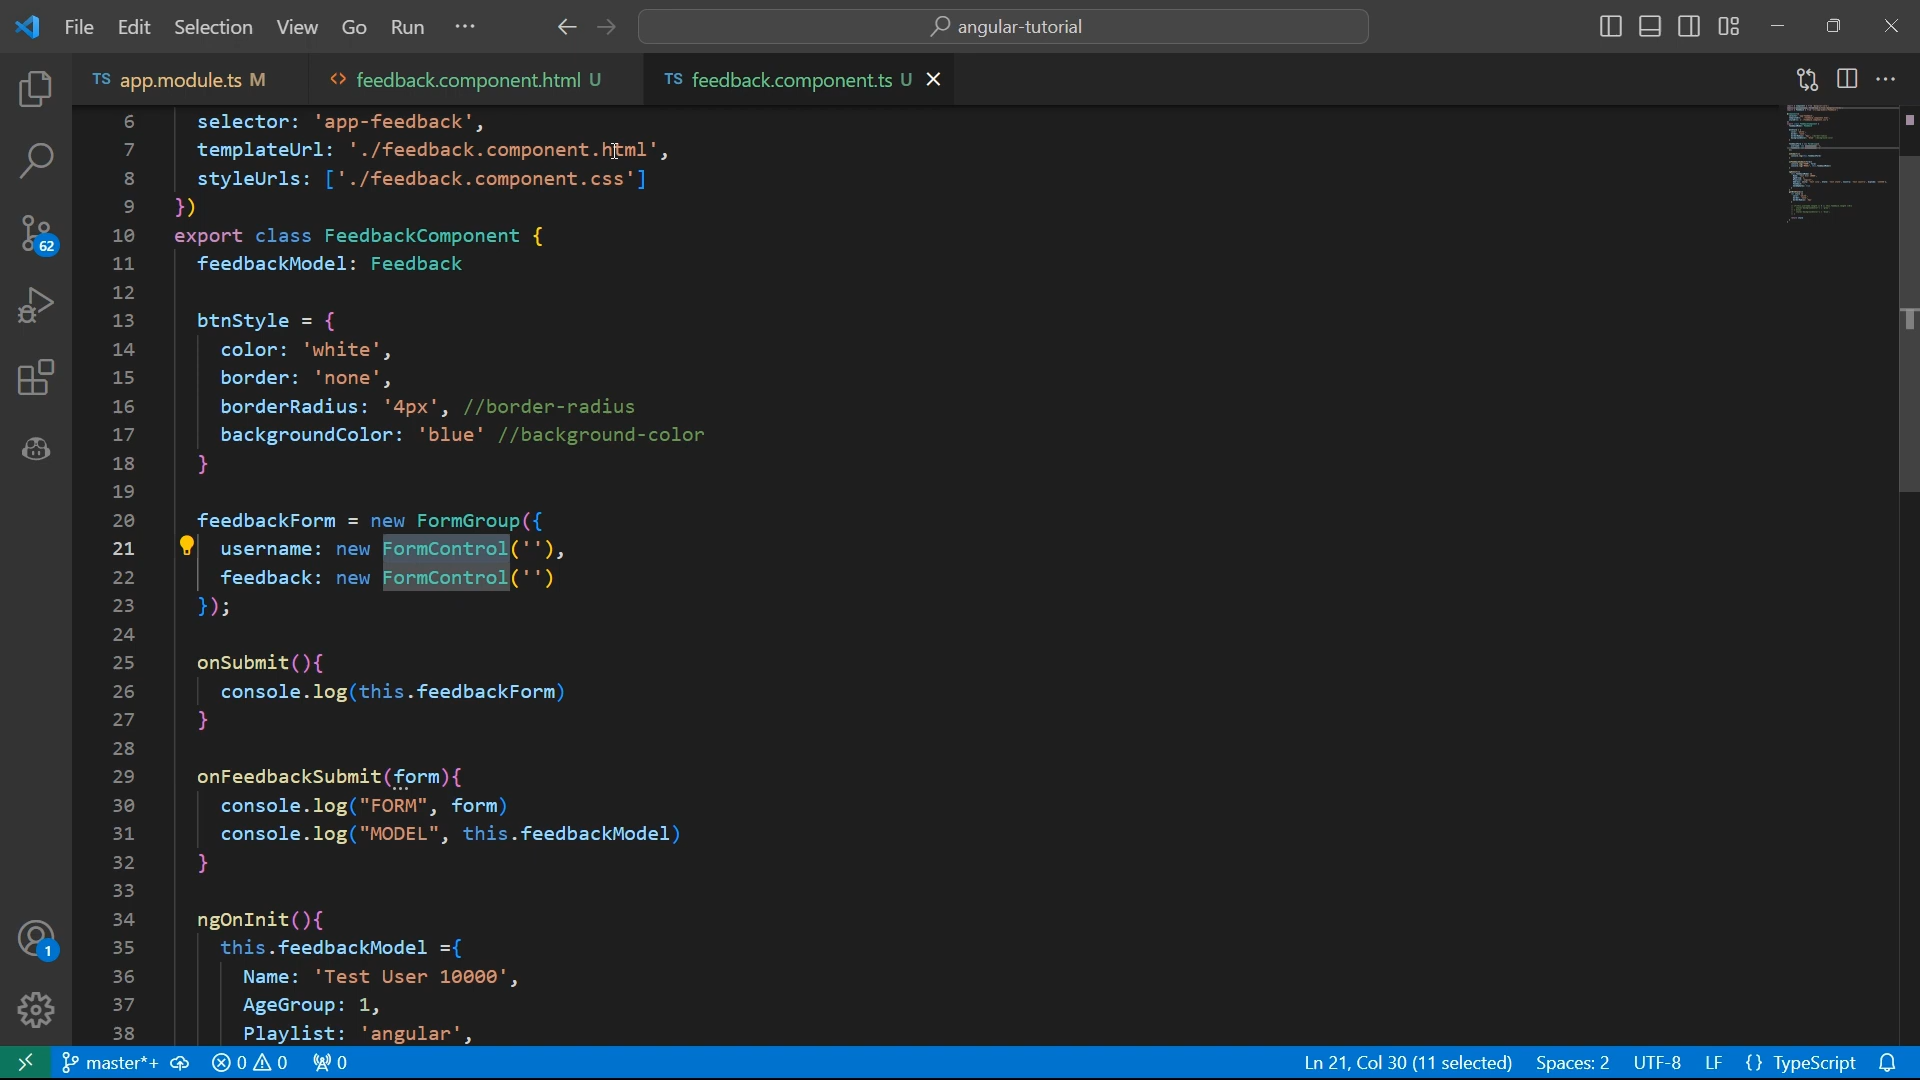 File Edit Selection View Go Run ··· angular-tutorial
TS app.module.ts M <> feedback.component.html U TS feedback.component.ts U
6 selector: 'app-feedback',
7 templateUrl: './feedback.component.html',
8 styleUrls: ['./feedback.component.css']
9 })
10 export class FeedbackComponent {
11 feedbackModel: Feedback
12
13 btnStyle = {
14 color: 'white',
15 border: 'none',
16 borderRadius: '4px', //border-radius
17 backgroundColor: 'blue' //background-color
18 }
19
20 feedbackForm = new FormGroup({
21 username: new FormControl(''),
22 feedback: new FormControl('')
23 });
24
25 onSubmit(){
26 console.log(this.feedbackForm)
27 }
28
29 onFeedbackSubmit(form){
30 console.log("FORM", form)
31 console.log("MODEL", this.feedbackModel)
32 }
33
34 ngOnInit(){
35 this.feedbackModel ={
36 Name: 'Test User 10000',
37 AgeGroup: 1,
38 Playlist: 'angular',
62
1
master*+ 0 0 0 Ln 21, Col 30 (11 selected) Spaces: 2 UTF-8 LF {} TypeScript